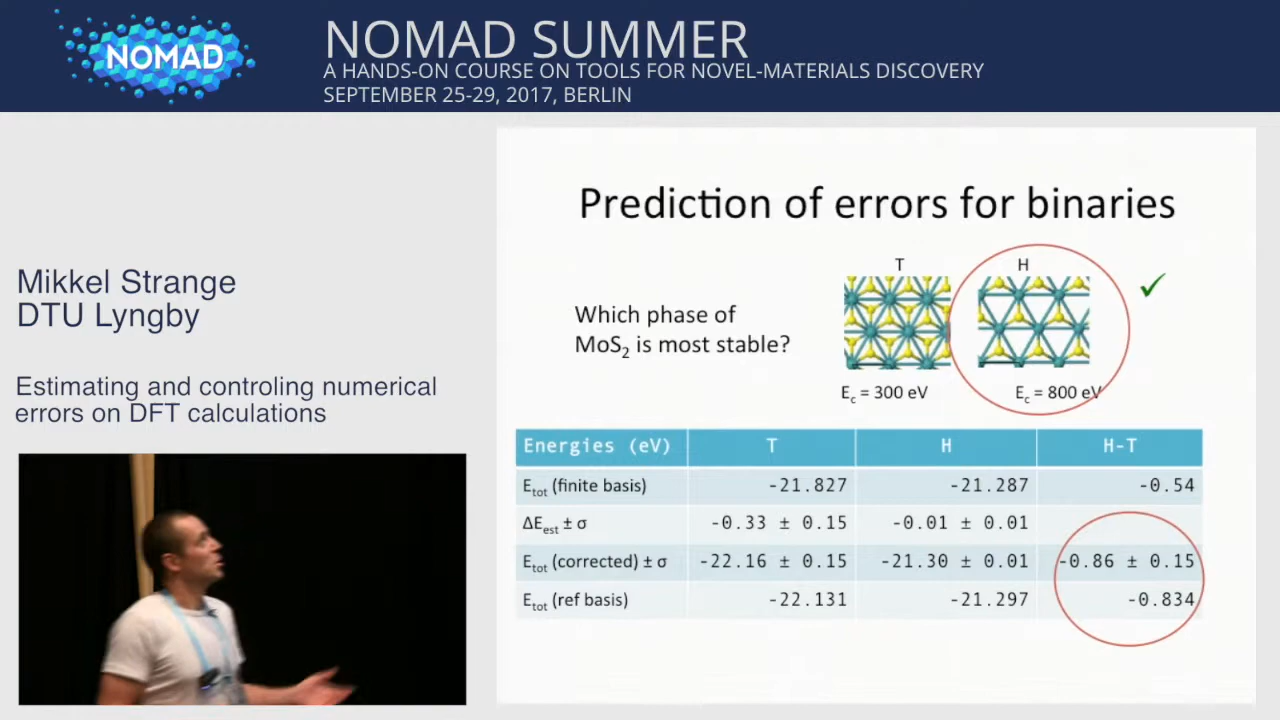 NOMAD
NOMAD SUMMER
A HANDS-ON COURSE ON TOOLS FOR NOVEL-MATERIALS DISCOVERY
SEPTEMBER 25-29, 2017, BERLIN
Mikkel Strange
DTU Lyngby
Estimating and controling numerical
errors on DFT calculations
Prediction of errors for binaries
Which phase of
MoS2 is most stable?
T H
✓
Ec = 300 eV Ec = 800 eV
Energies (eV) T H H-T
Etot (finite basis) -21.827 -21.287 -0.54
ΔEest ± σ -0.33 ± 0.15 -0.01 ± 0.01
Etot (corrected) ± σ -22.16 ± 0.15 -21.30 ± 0.01 -0.86 ± 0.15
Etot (ref basis) -22.131 -21.297 -0.834